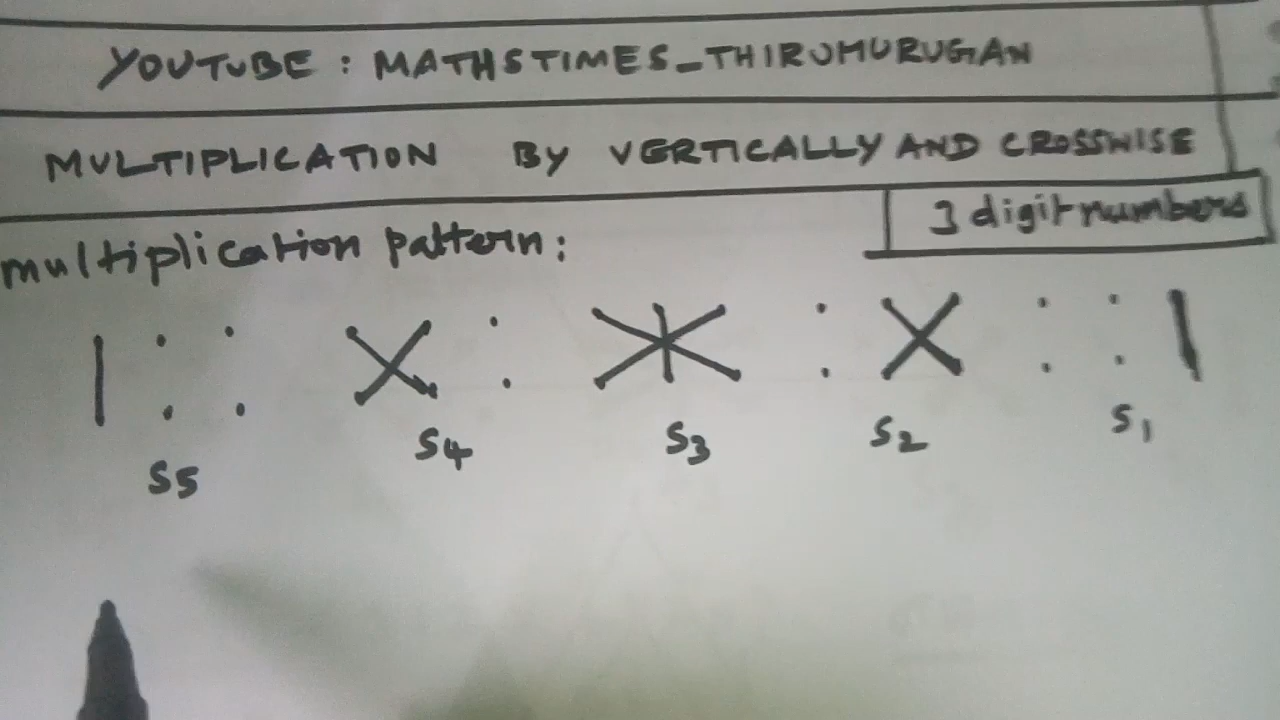 YOUTUBE : MATHSTIMES_THIRUMURUGAN
MULTIPLICATION BY VERTICALLY AND CROSSWISE
3 digit numbers
multiplication pattern:
S5 S4 S3 S2 S1